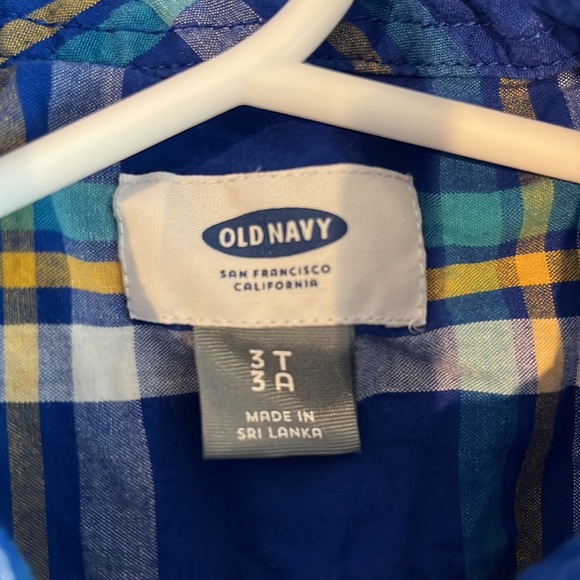 OLD NAVY
SAN FRANCISCO
CALIFORNIA
3T
3A
MADE IN
SRI LANKA